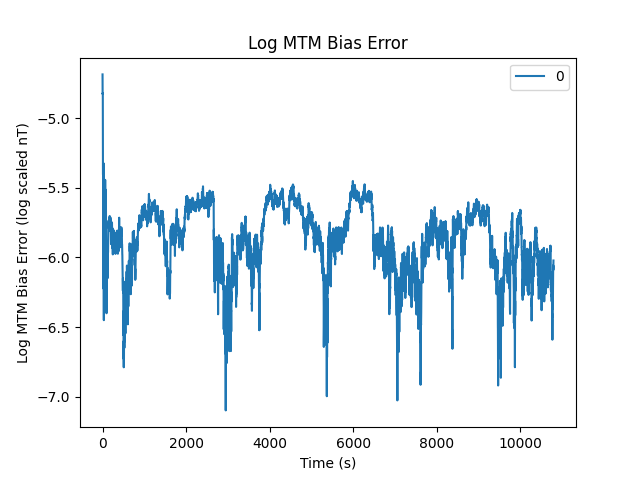 Log MTM Bias Error
0
Log MTM Bias Error (log scaled nT)
−5.0
−5.5
−6.0
−6.5
−7.0
0 2000 4000 6000 8000 10000
Time (s)